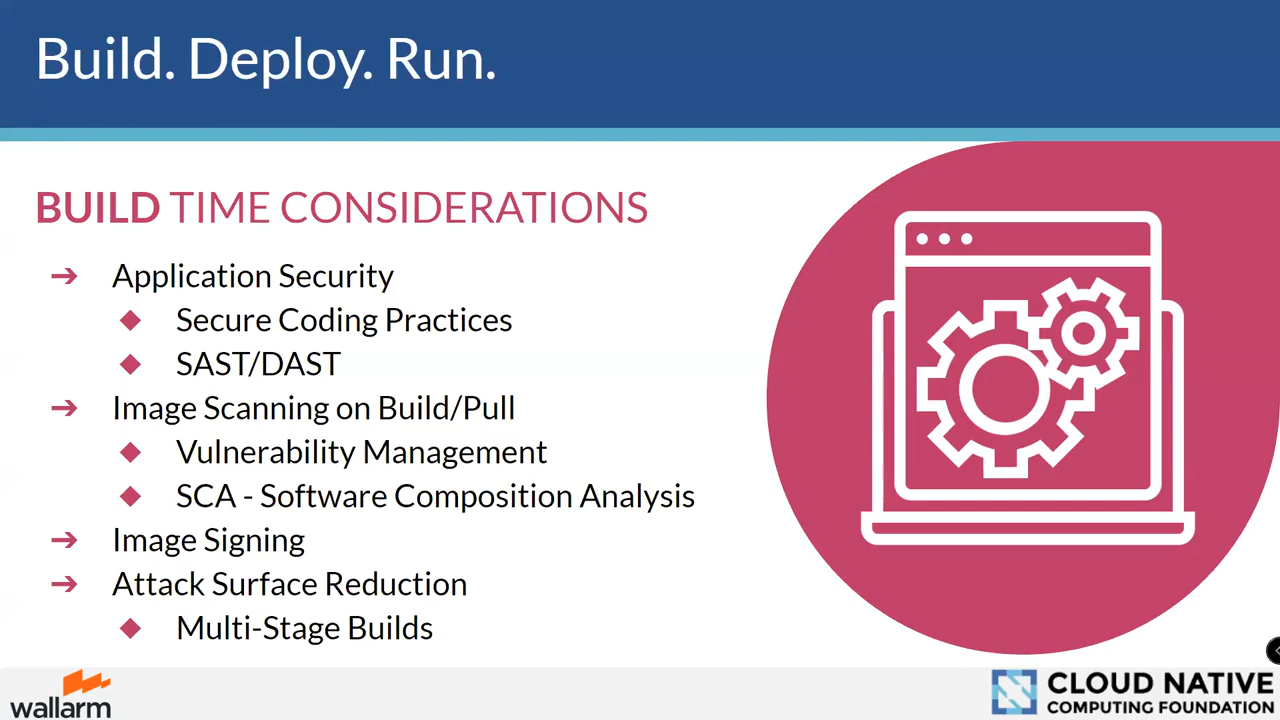 Build. Deploy. Run.
BUILD TIME CONSIDERATIONS
➔ Application Security
◆ Secure Coding Practices
◆ SAST/DAST
➔ Image Scanning on Build/Pull
◆ Vulnerability Management
◆ SCA - Software Composition Analysis
➔ Image Signing
➔ Attack Surface Reduction
◆ Multi-Stage Builds
wallarm
CLOUD NATIVE
COMPUTING FOUNDATION